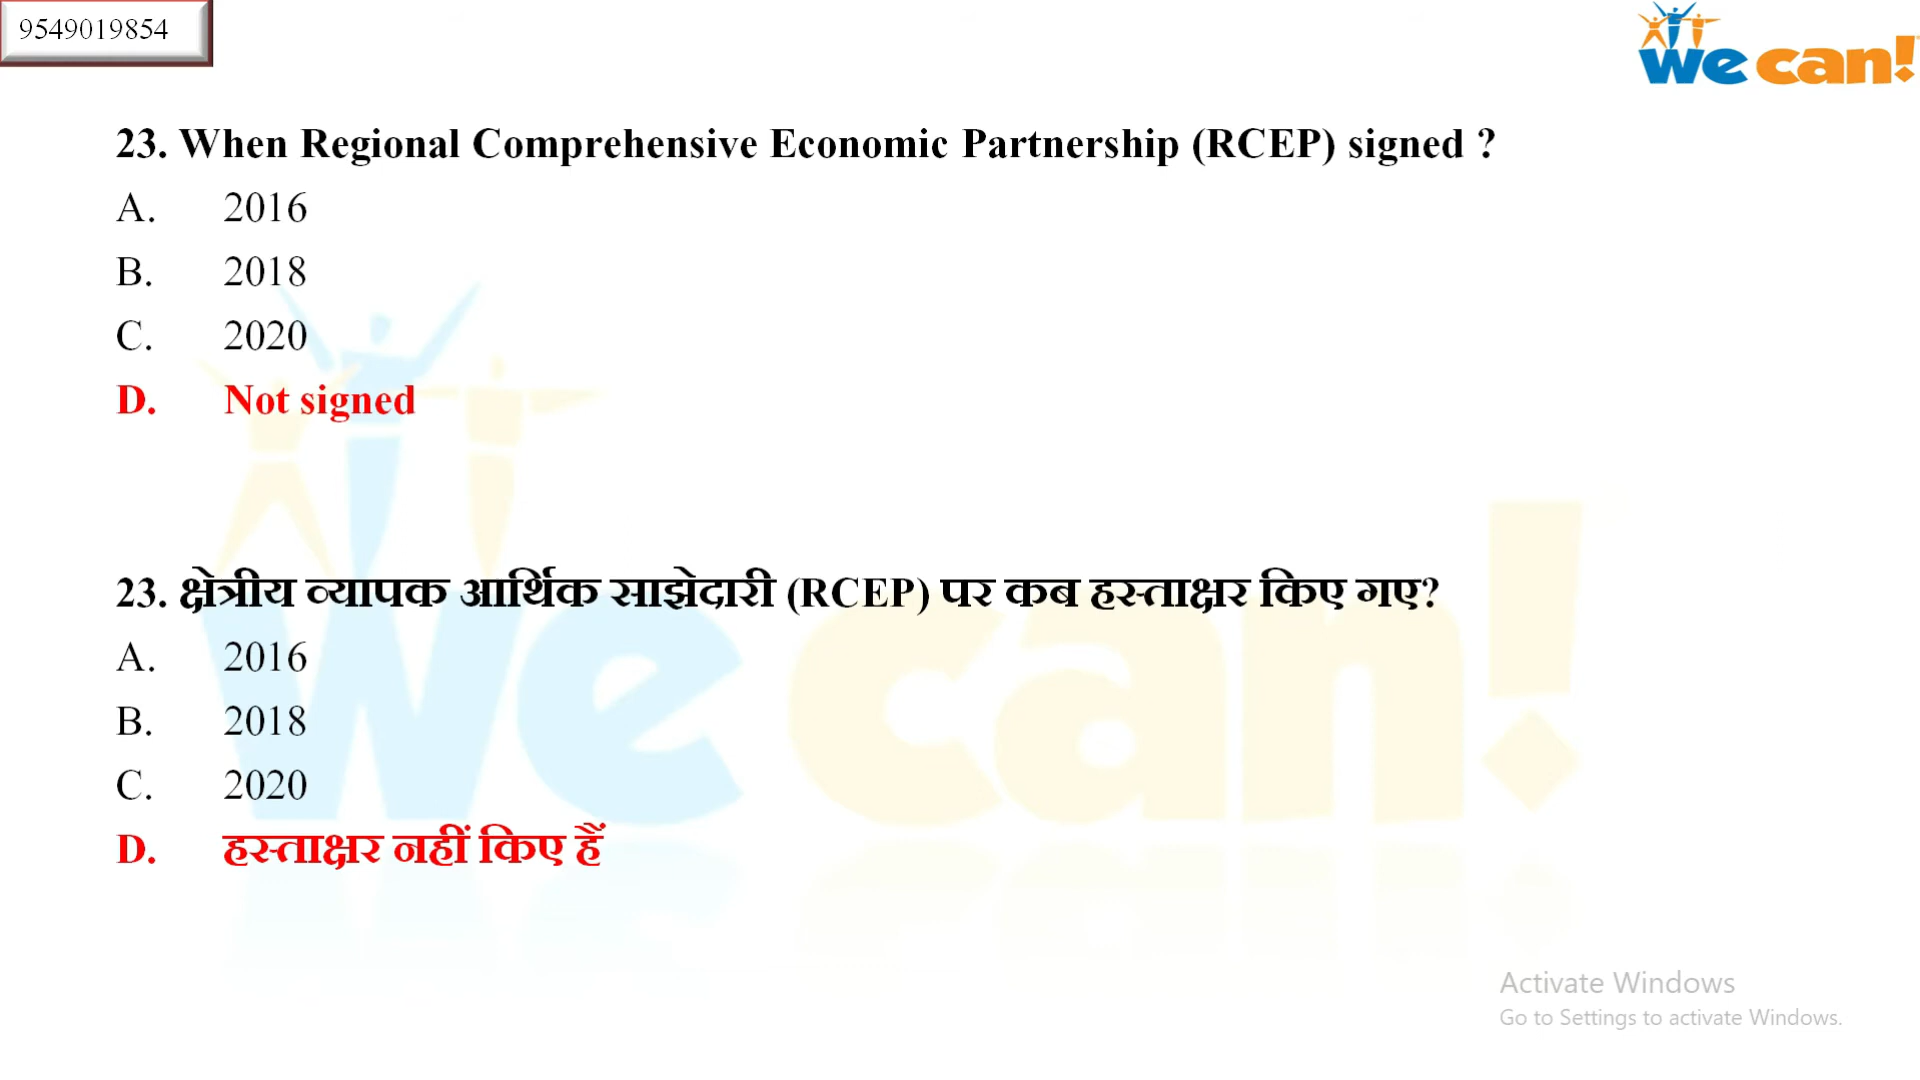 9549019854
We can!
23. When Regional Comprehensive Economic Partnership (RCEP) signed ?
A. 2016
B. 2018
C. 2020
D. Not signed
23. क्षेत्रीय व्यापक आर्थिक साझेदारी (RCEP) पर कब हस्ताक्षर किए गए?
A. 2016
B. 2018
C. 2020
D. हस्ताक्षर नहीं किए हैं
We can!
Activate Windows
Go to Settings to activate Windows.